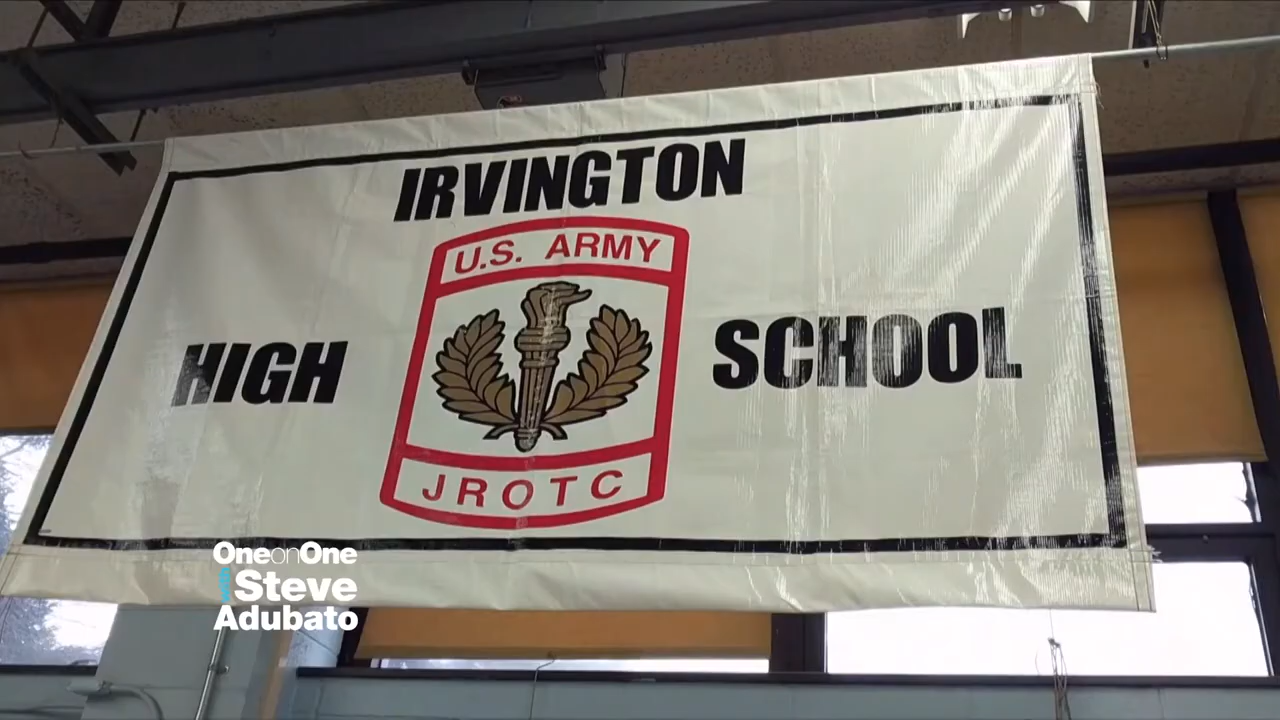 IRVINGTON
U.S. ARMY
HIGH
SCHOOL
JROTC
OneonOne
Steve
Adubato